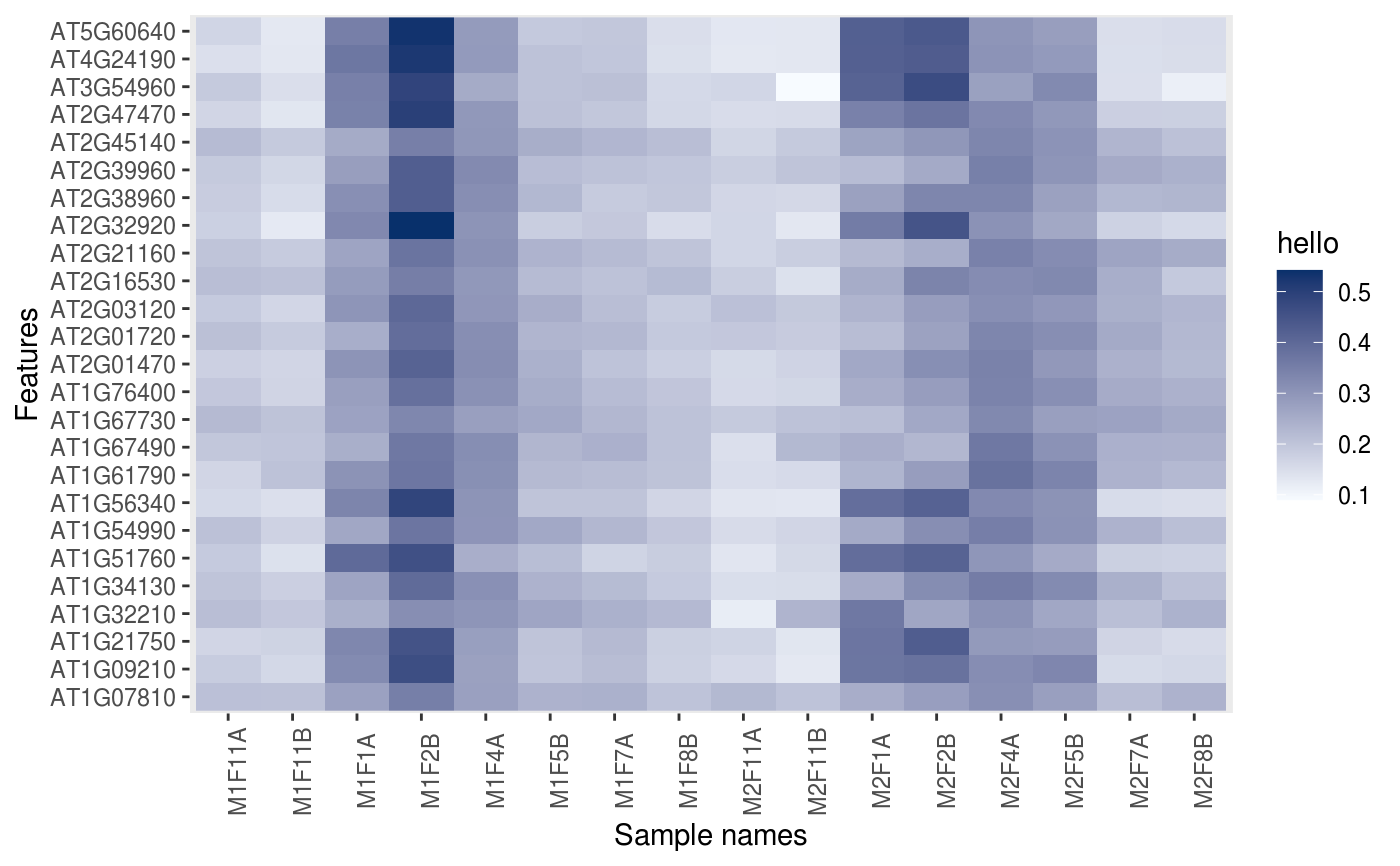 AT5G60640
AT4G24190
AT3G54960
AT2G47470
AT2G45140
AT2G39960
AT2G38960
AT2G32920
AT2G21160
AT2G16530
AT2G03120
AT2G01720
AT2G01470
AT1G76400
AT1G67730
AT1G67490
AT1G61790
AT1G56340
AT1G54990
AT1G51760
AT1G34130
AT1G32210
AT1G21750
AT1G09210
AT1G07810
Features
M1F11A
M1F11B
M1F1A
M1F2B
M1F4A
M1F5B
M1F7A
M1F8B
M2F11A
M2F11B
M2F1A
M2F2B
M2F4A
M2F5B
M2F7A
M2F8B
Sample names
hello
0.5
0.4
0.3
0.2
0.1